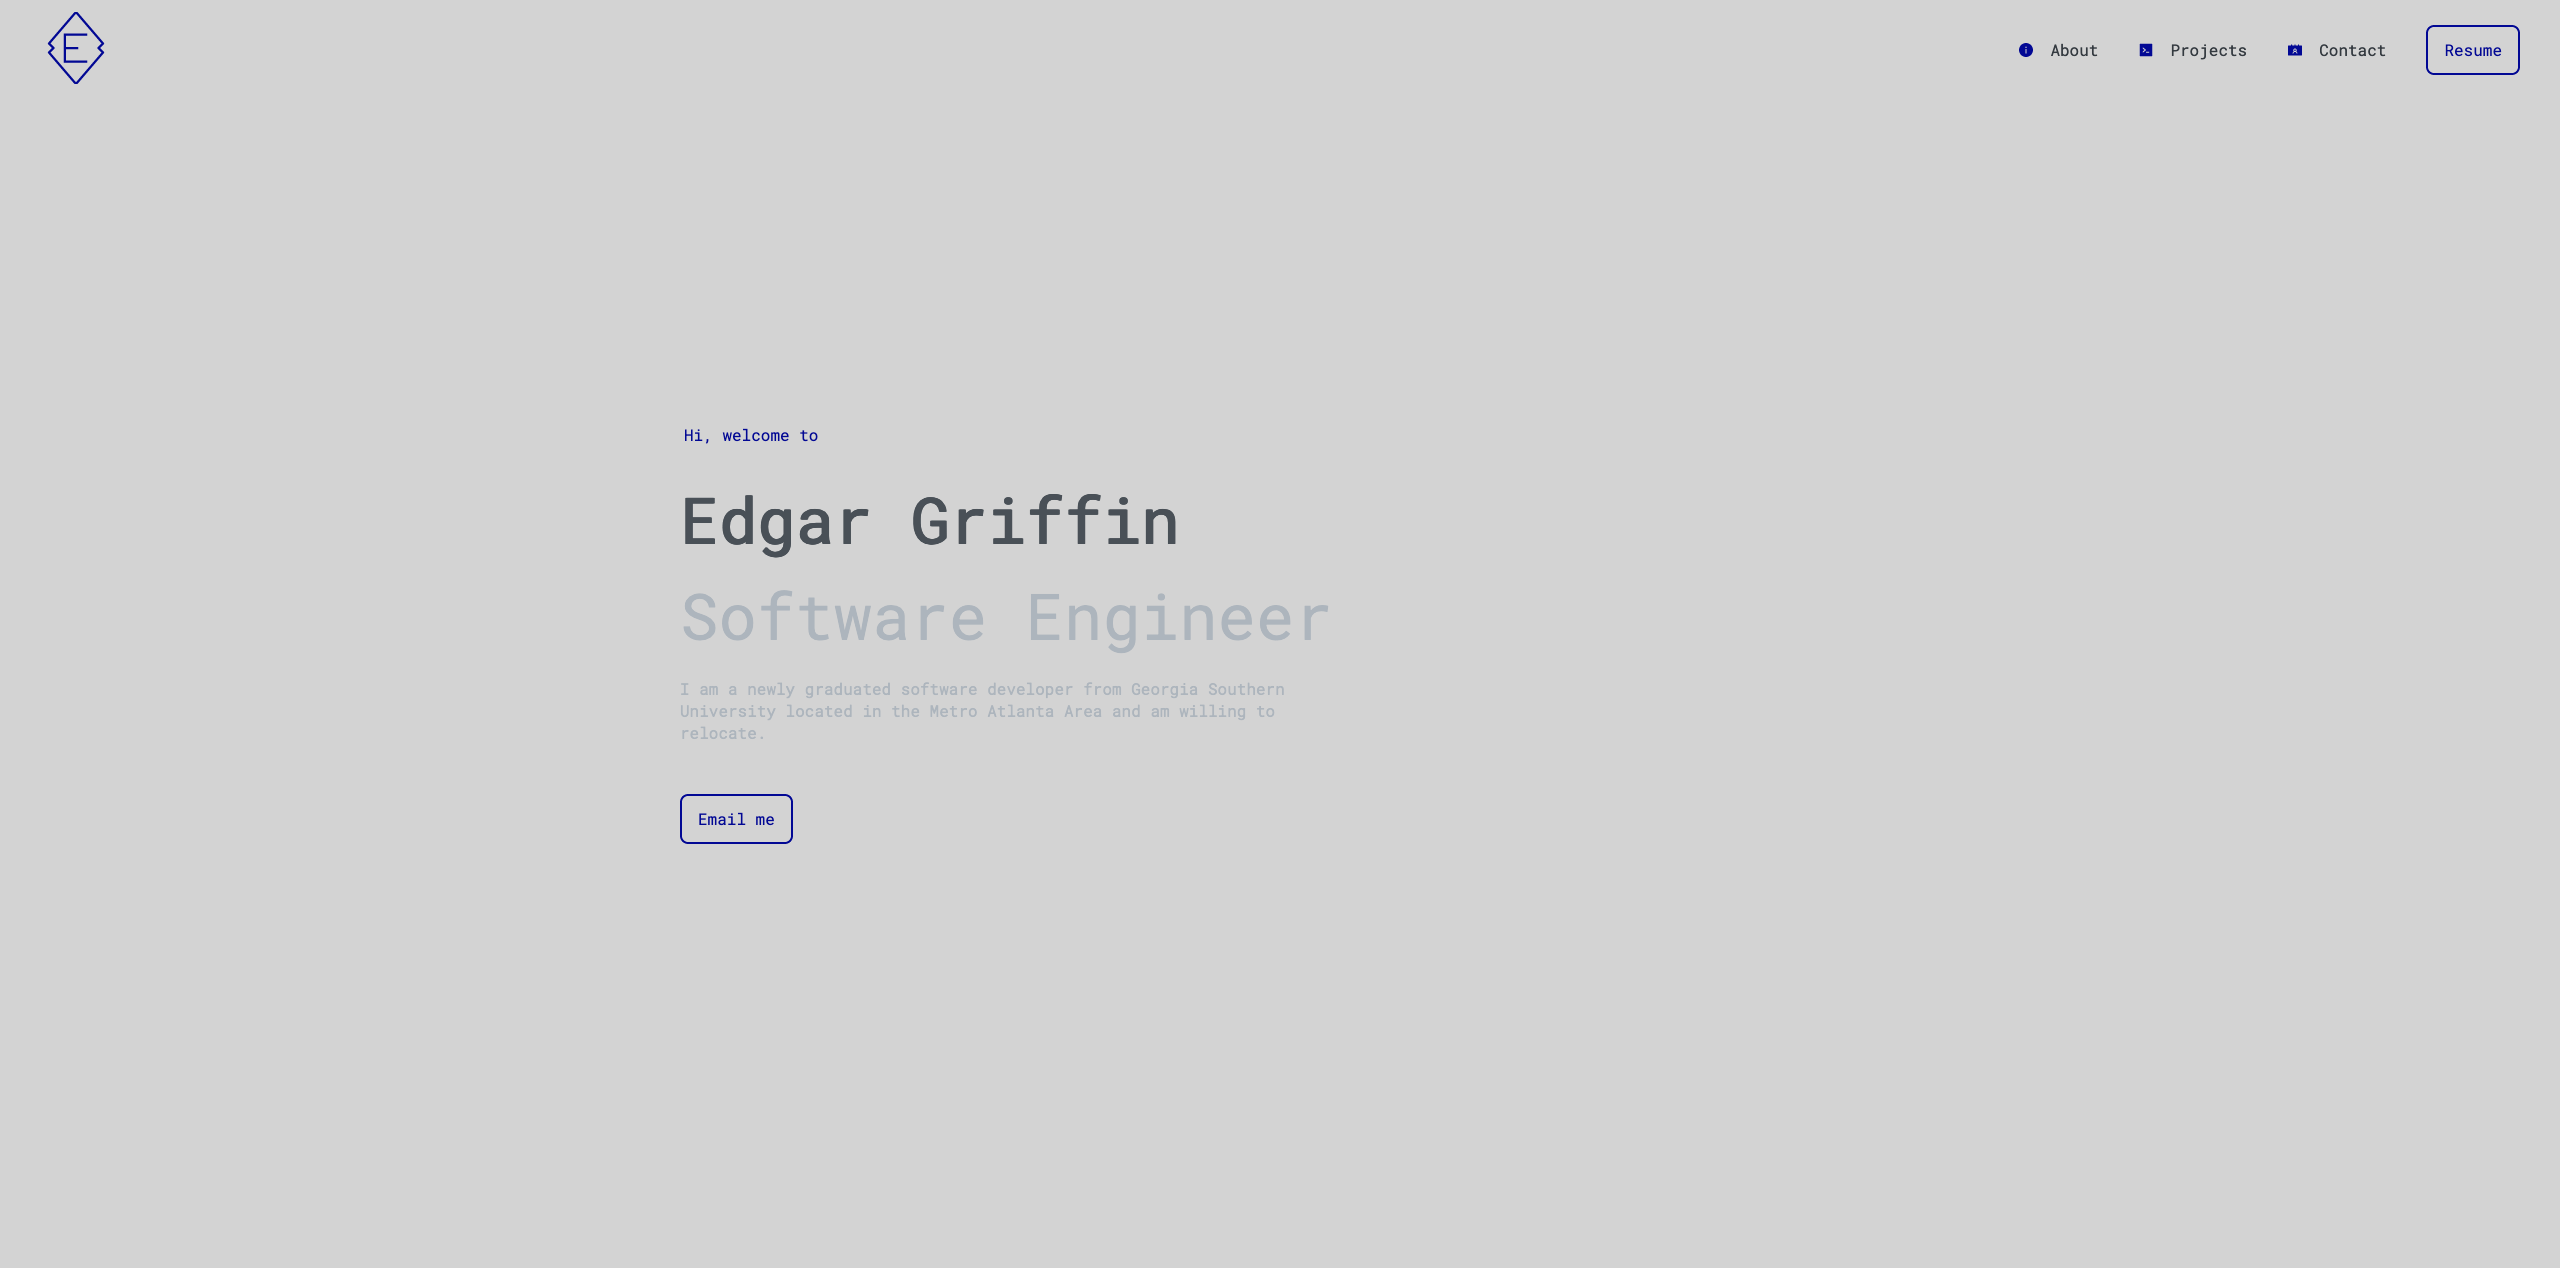 E
About
Projects
Contact
Resume
Hi, welcome to
Edgar Griffin
Software Engineer
I am a newly graduated software developer from Georgia Southern
University located in the Metro Atlanta Area and am willing to
relocate.
Email me